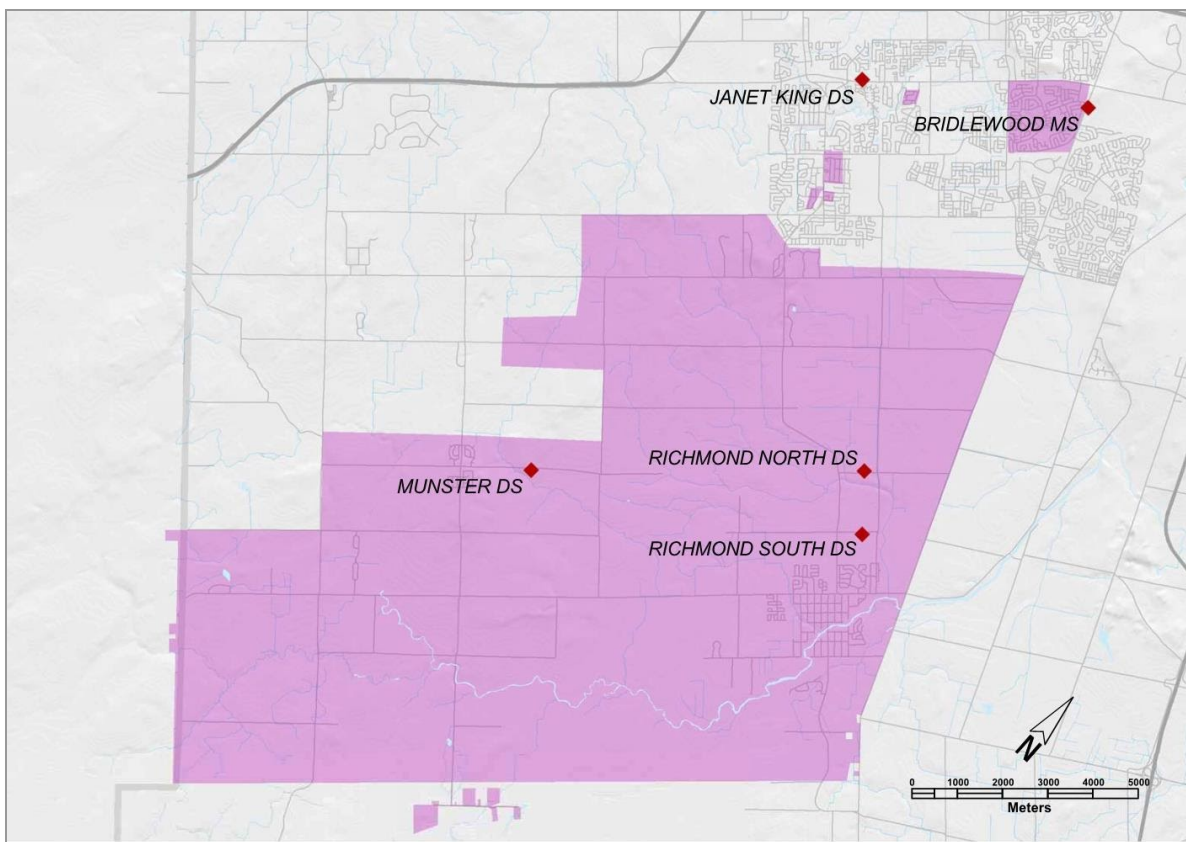 JANET KING DS
BRIDLEWOOD MS
RICHMOND NORTH DS
MUNSTER DS
RICHMOND SOUTH DS
N
0 1000 2000 3000 4000 5000
Meters